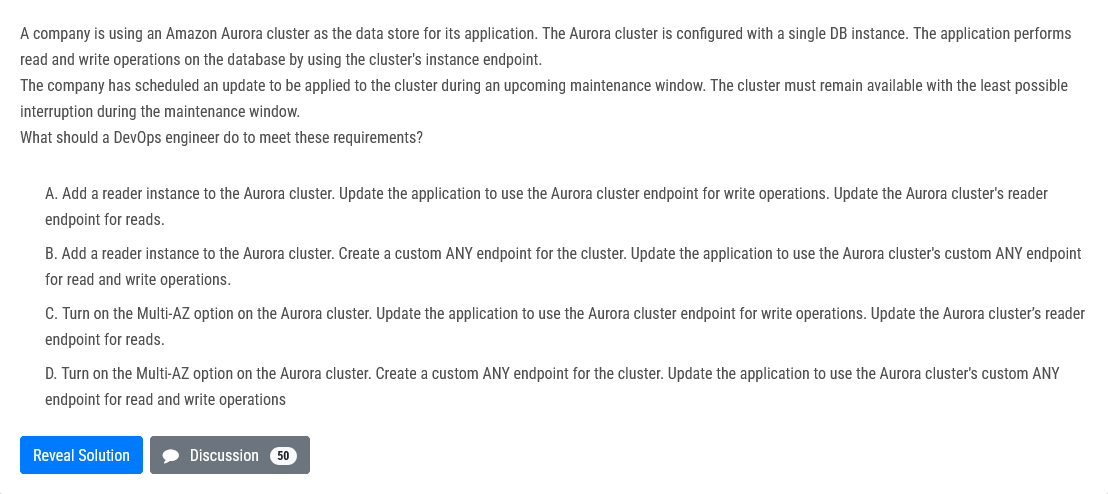 A company is using an Amazon Aurora cluster as the data store for its application. The Aurora cluster is configured with a single DB instance. The application performs
read and write operations on the database by using the cluster's instance endpoint.
The company has scheduled an update to be applied to the cluster during an upcoming maintenance window. The cluster must remain available with the least possible
interruption during the maintenance window.
What should a DevOps engineer do to meet these requirements?
A. Add a reader instance to the Aurora cluster. Update the application to use the Aurora cluster endpoint for write operations. Update the Aurora cluster's reader
endpoint for reads.
B. Add a reader instance to the Aurora cluster. Create a custom ANY endpoint for the cluster. Update the application to use the Aurora cluster's custom ANY endpoint
for read and write operations.
C. Turn on the Multi-AZ option on the Aurora cluster. Update the application to use the Aurora cluster endpoint for write operations. Update the Aurora cluster’s reader
endpoint for reads.
D. Turn on the Multi-AZ option on the Aurora cluster. Create a custom ANY endpoint for the cluster. Update the application to use the Aurora cluster's custom ANY
endpoint for read and write operations
Reveal Solution Discussion 50